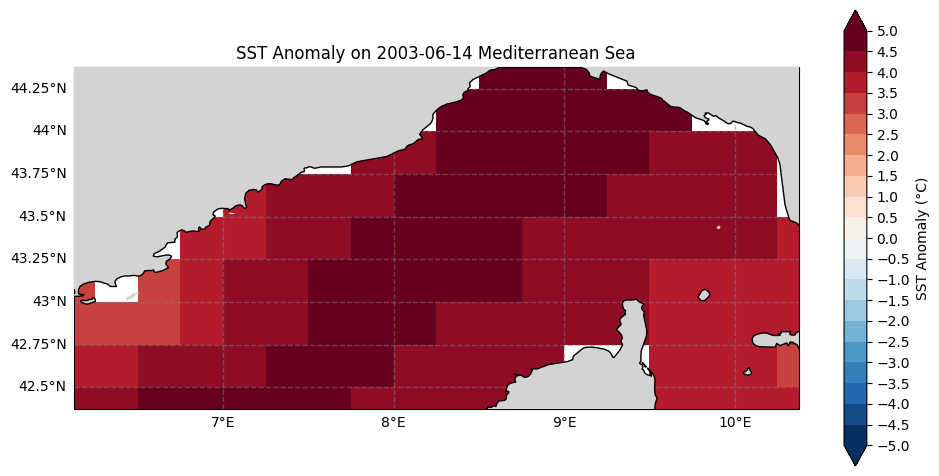 SST Anomaly on 2003-06-14 Mediterranean Sea
44.25°N
44°N
43.75°N
43.5°N
43.25°N
43°N
42.75°N
42.5°N
7°E
8°E
9°E
10°E
5.0
4.5
4.0
3.5
3.0
2.5
2.0
1.5
1.0
0.5
0.0
−0.5
−1.0
−1.5
−2.0
−2.5
−3.0
−3.5
−4.0
−4.5
−5.0
SST Anomaly (°C)